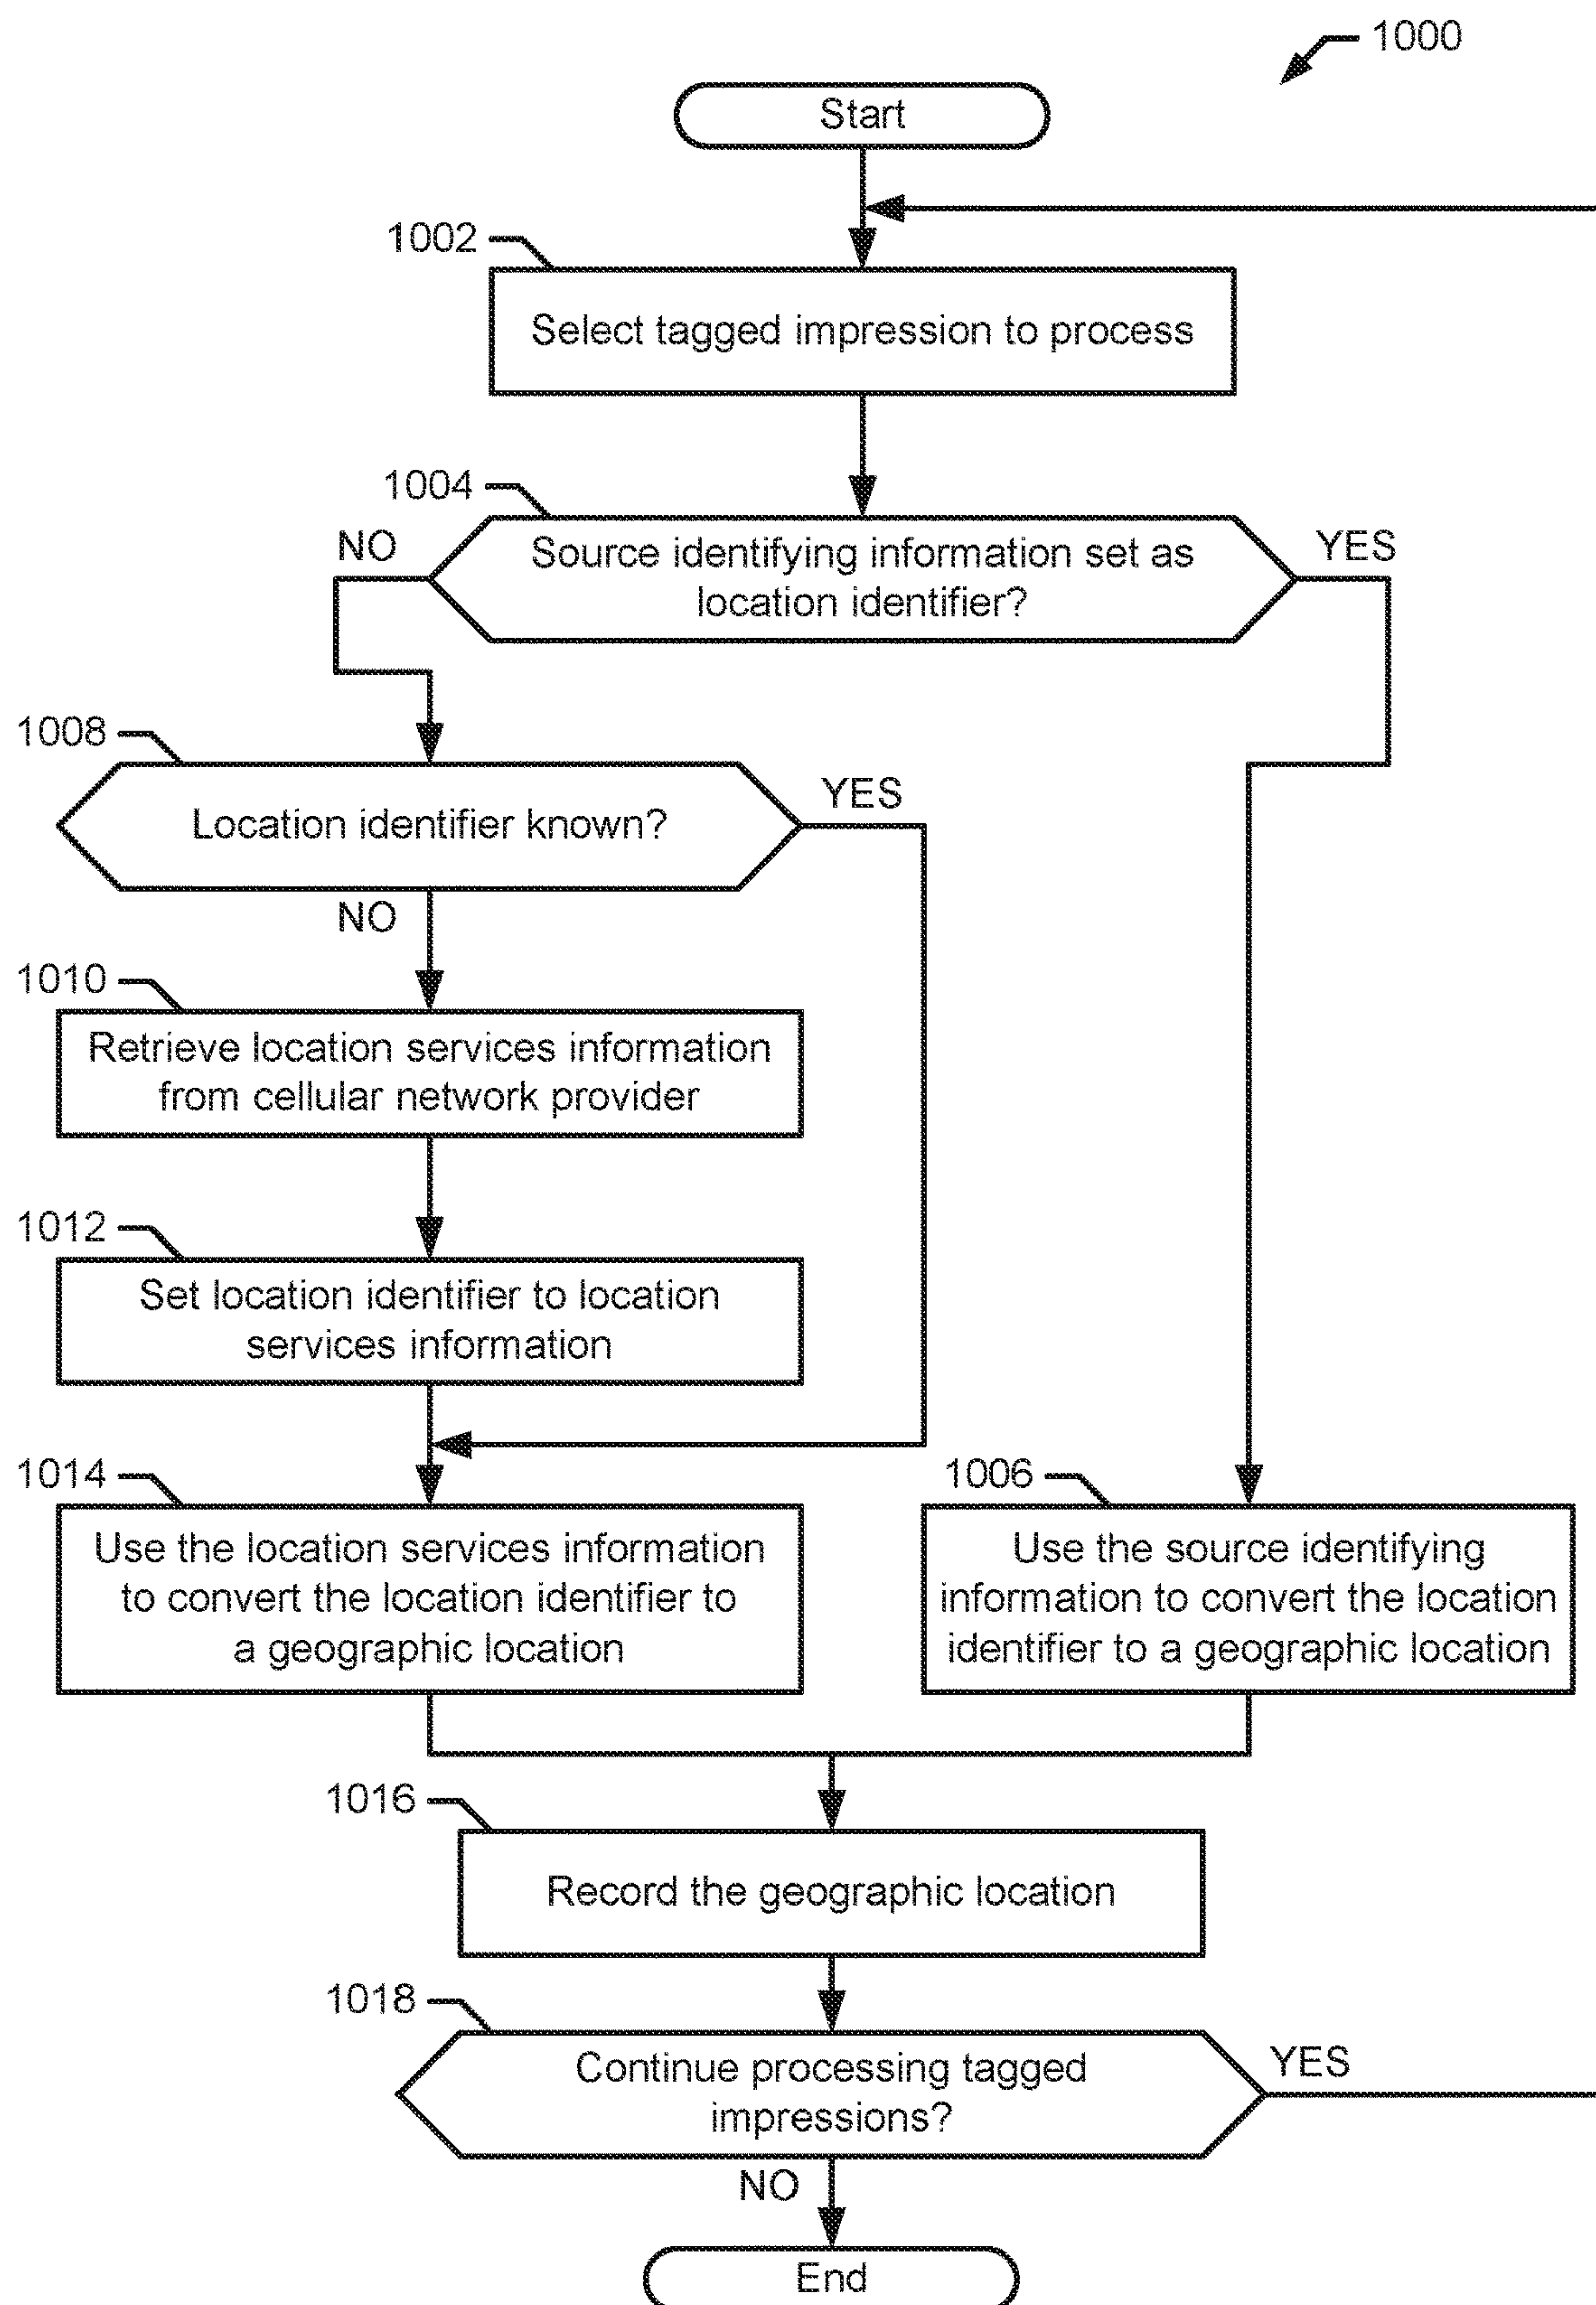 1000
Start
1002
Select tagged impression to process
1004
NO
Source identifying information set as
location identifier?
YES
1008
Location identifier known?
YES
NO
1010
Retrieve location services information
from cellular network provider
1012
Set location identifier to location
services information
1014
Use the location services information
to convert the location identifier to
a geographic location
1006
Use the source identifying
information to convert the location
identifier to a geographic location
1016
Record the geographic location
1018
Continue processing tagged
impressions?
YES
NO
End